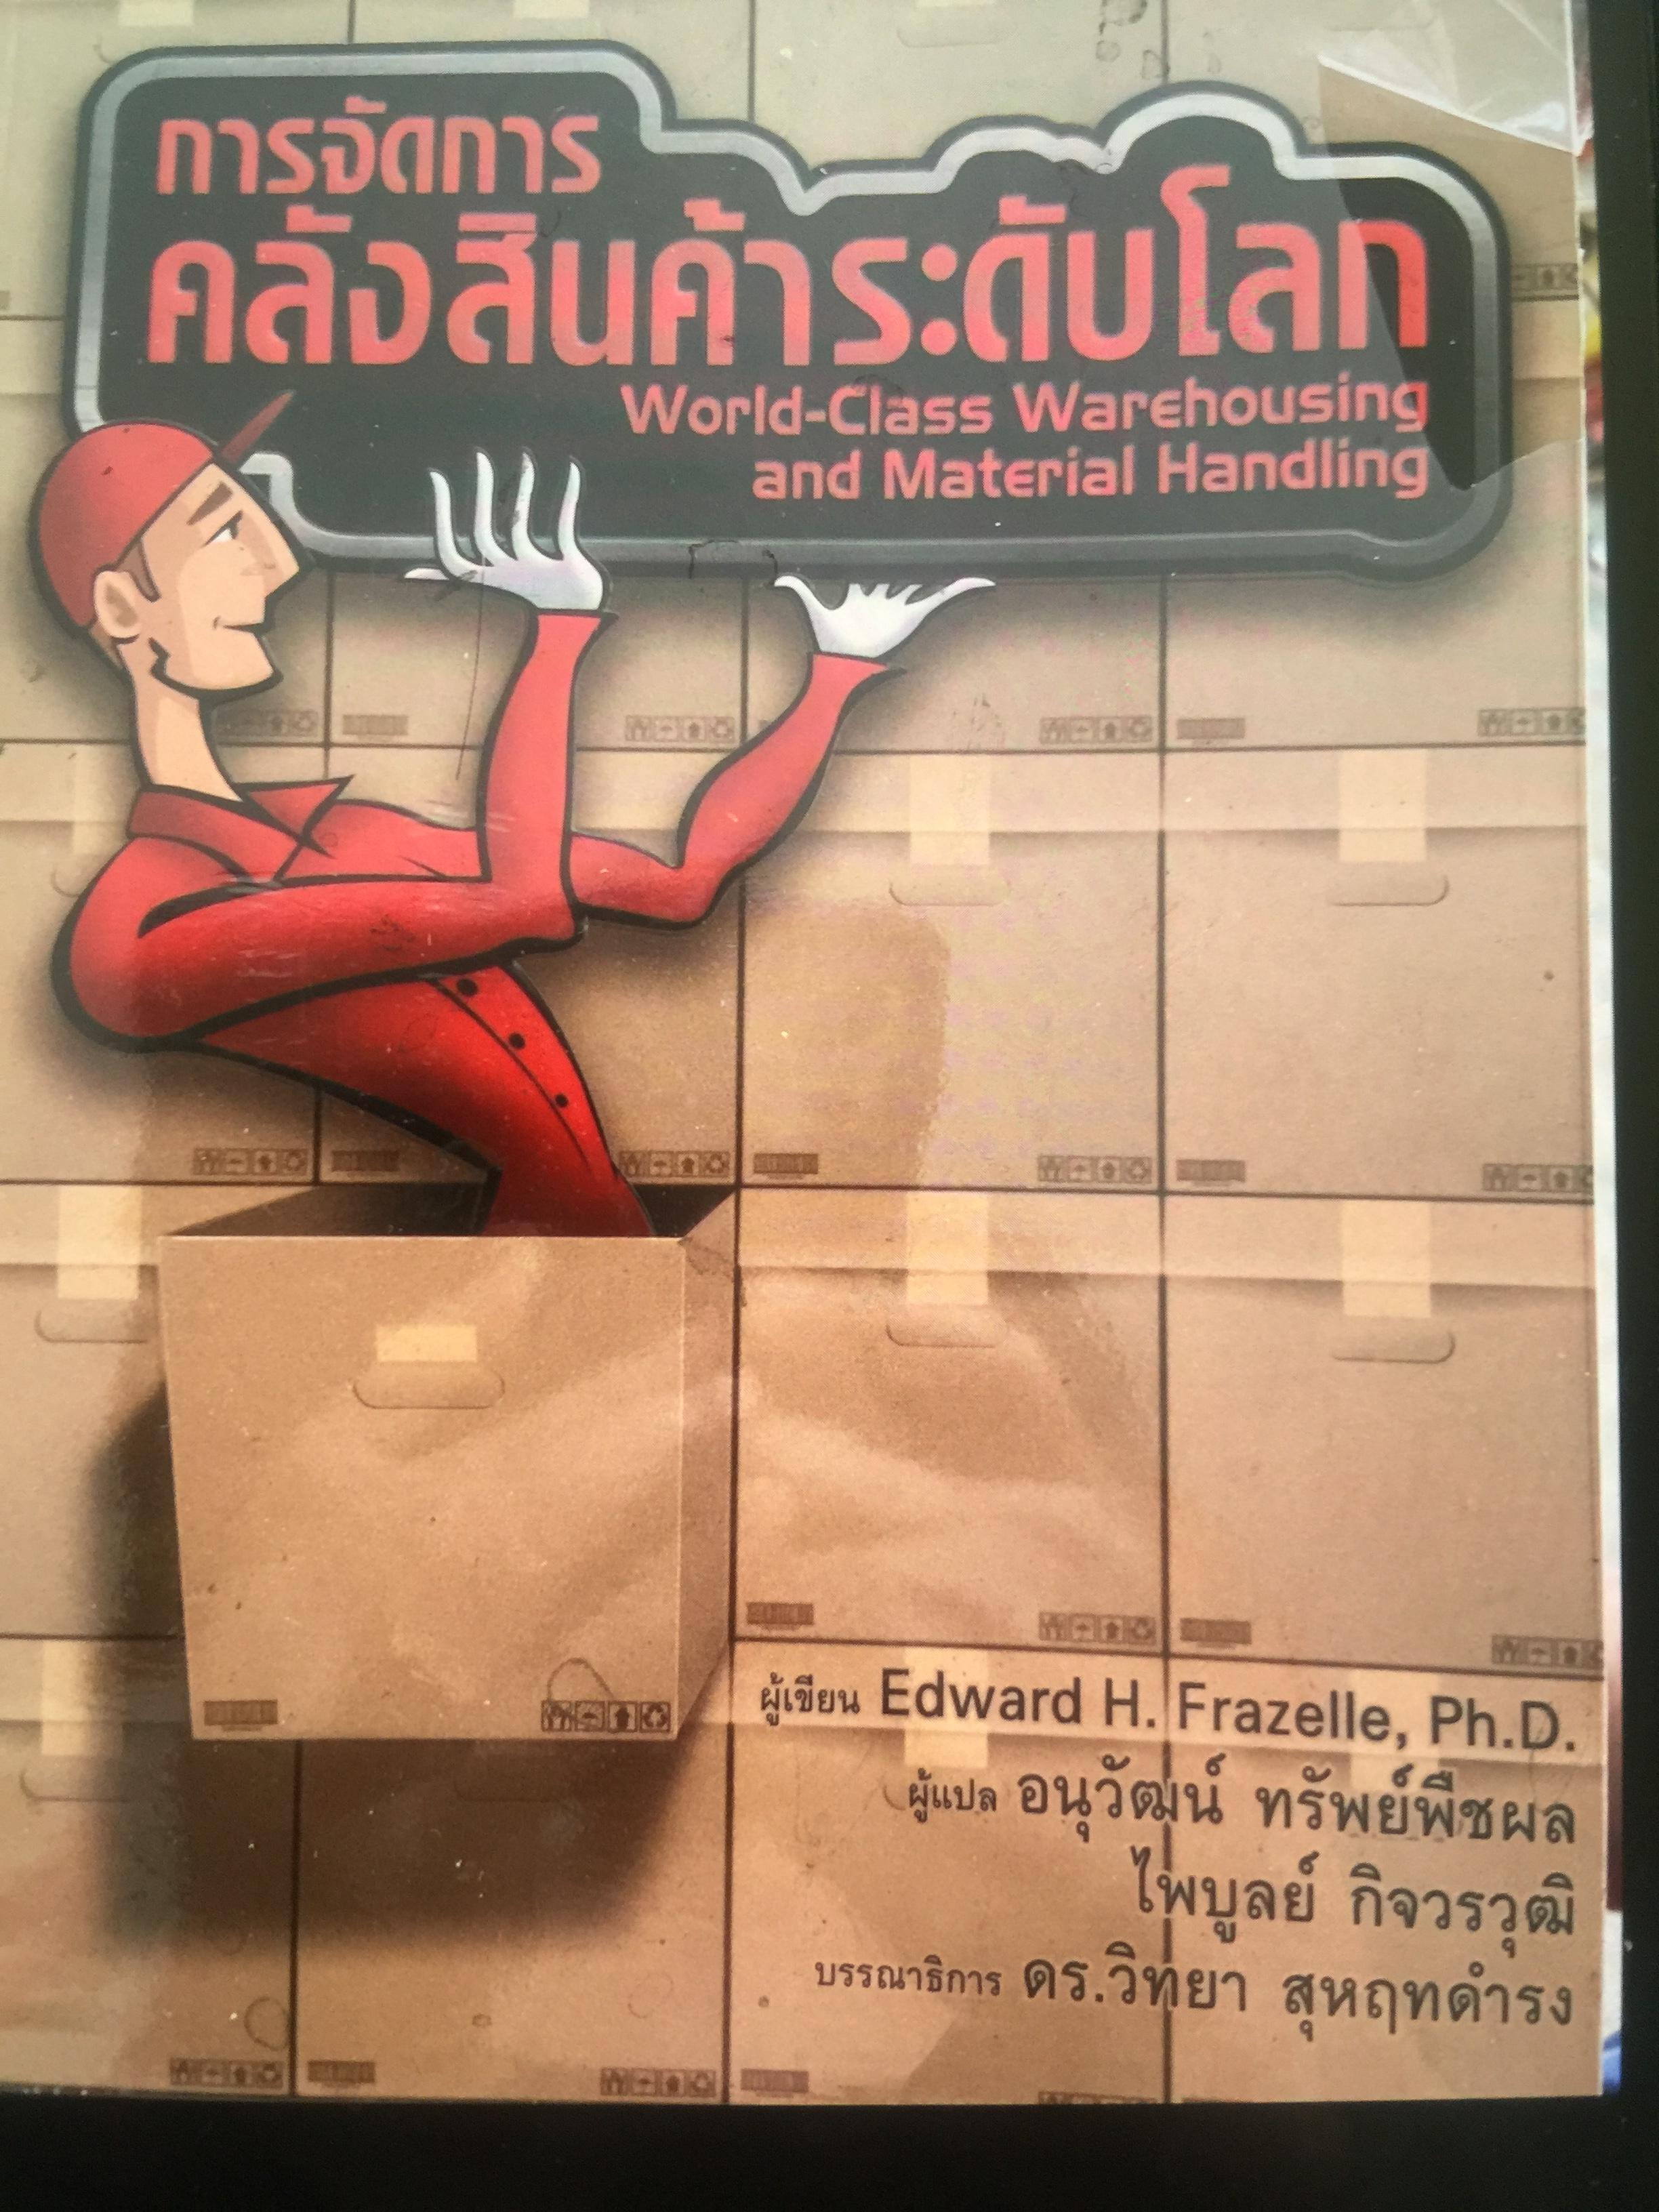 การจัดการ
คลังสินค้าระดับโลก
World-Class Warehousing
and Material Handling
ผู้เขียน Edward H. Frazelle, Ph.D.
ผู้แปล อนุวัฒน์ ทรัพย์พืชผล
ไพบูลย์ กิจวรวุฒิ
บรรณาธิการ ดร.วิทยา สุหฤทดำรง